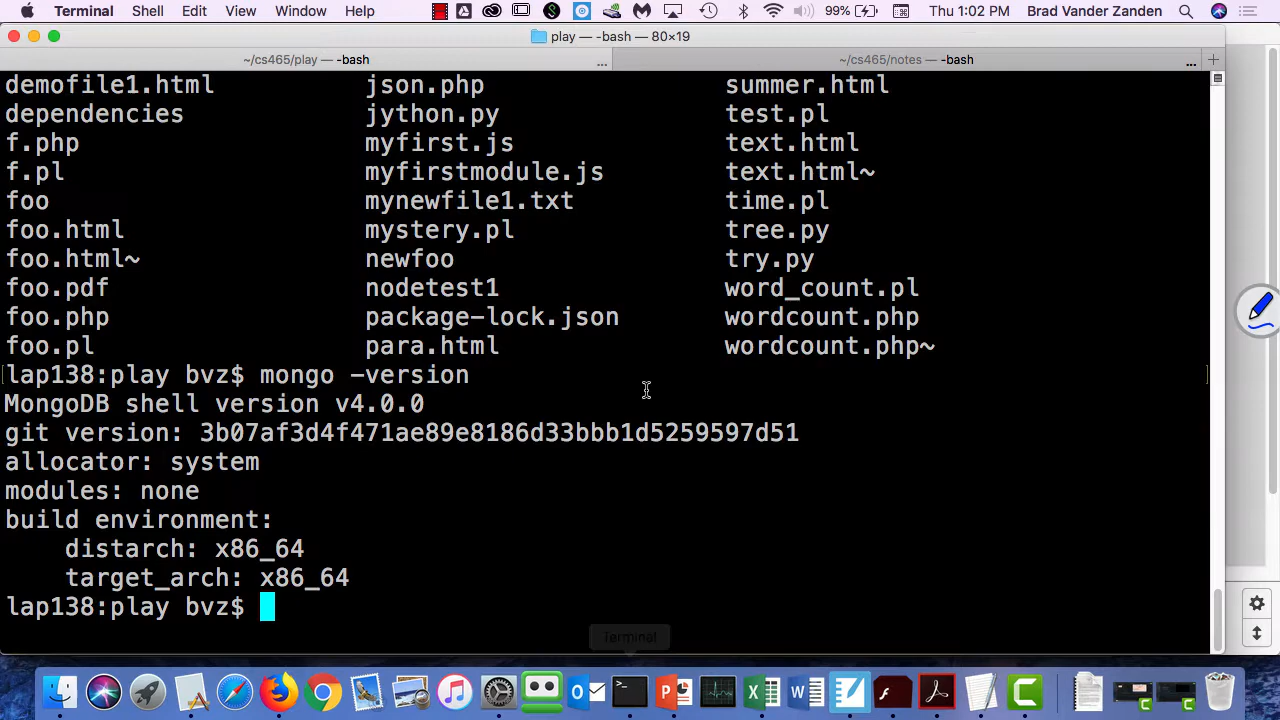 Terminal Shell Edit View Window Help 99% Thu 1:02 PM Brad Vander Zanden
play — -bash — 80×19
~/cs465/play — -bash ... ~/cs465/notes — -bash ... +
demofile1.html json.php summer.html
dependencies jython.py test.pl
f.php myfirst.js text.html
f.pl myfirstmodule.js text.html~
foo mynewfile1.txt time.pl
foo.html mystery.pl tree.py
foo.html~ newfoo try.py
foo.pdf nodetest1 word_count.pl
foo.php package-lock.json wordcount.php
foo.pl para.html wordcount.php~
[lap138:play bvz$ mongo -version ]
MongoDB shell version v4.0.0
git version: 3b07af3d4f471ae89e8186d33bbb1d5259597d51
allocator: system
modules: none
build environment:
    distarch: x86_64
    target_arch: x86_64
lap138:play bvz$
Terminal